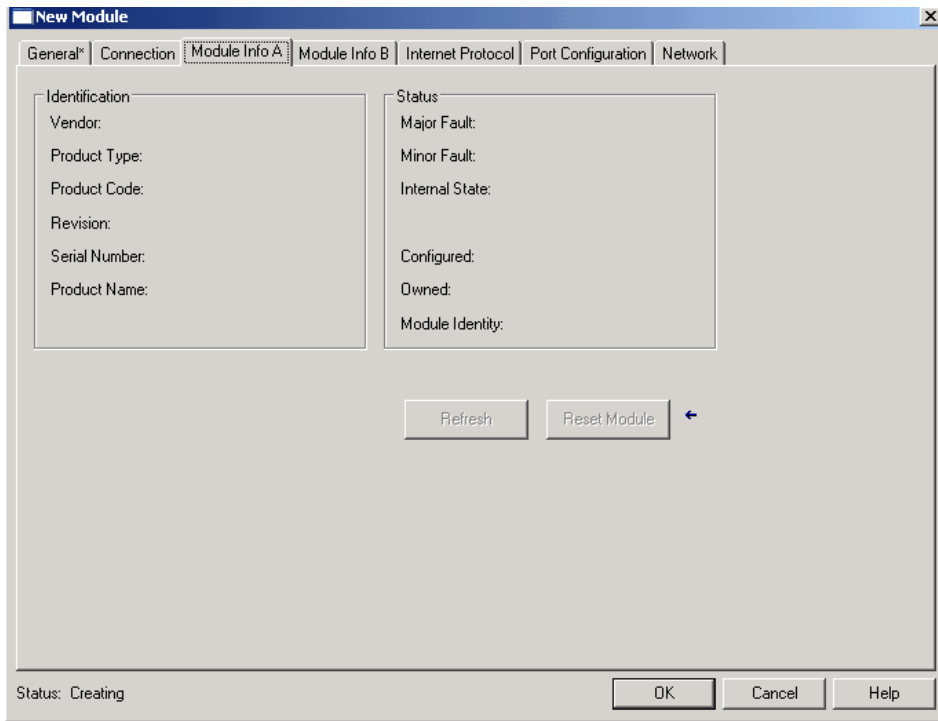 New Module
General* Connection Module Info A Module Info B Internet Protocol Port Configuration Network
Identification
Vendor:
Product Type:
Product Code:
Revision:
Serial Number:
Product Name:
Status
Major Fault:
Minor Fault:
Internal State:
Configured:
Owned:
Module Identity:
Refresh Reset Module
Status: Creating OK Cancel Help